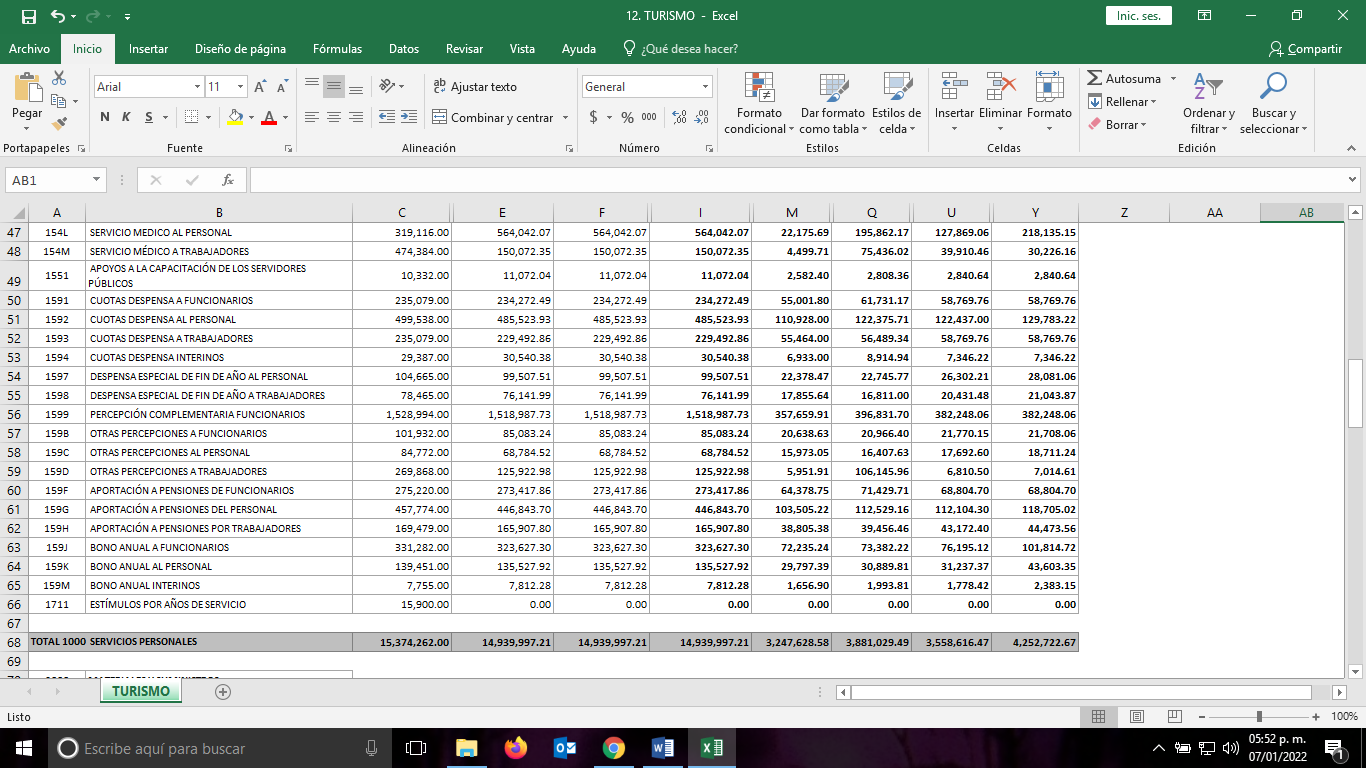 12. TURISMO - Excel
Inic. ses.
Archivo Inicio Insertar Diseño de página Fórmulas Datos Revisar Vista Ayuda ¿Qué desea hacer? Compartir
Pegar
Arial 11
Ajustar texto
General
Formato condicional
Dar formato como tabla
Estilos de celda
Insertar Eliminar Formato
Autosuma
Rellenar
Borrar
Ordenar y filtrar
Buscar y seleccionar
N K S
Combinar y centrar
$ % 000
Portapapeles Fuente Alineación Número Estilos Celdas Edición
AB1 fx
A B C E F I M Q U Y Z AA AB
47 154L SERVICIO MEDICO AL PERSONAL 319,116.00 564,042.07 564,042.07 564,042.07 22,175.69 195,862.17 127,869.06 218,135.15
48 154M SERVICIO MÉDICO A TRABAJADORES 474,384.00 150,072.35 150,072.35 150,072.35 4,499.71 75,436.02 39,910.46 30,226.16
49 1551 APOYOS A LA CAPACITACIÓN DE LOS SERVIDORES PÚBLICOS 10,332.00 11,072.04 11,072.04 11,072.04 2,582.40 2,808.36 2,840.64 2,840.64
50 1591 CUOTAS DESPENSA A FUNCIONARIOS 235,079.00 234,272.49 234,272.49 234,272.49 55,001.80 61,731.17 58,769.76 58,769.76
51 1592 CUOTAS DESPENSA AL PERSONAL 499,538.00 485,523.93 485,523.93 485,523.93 110,928.00 122,375.71 122,437.00 129,783.22
52 1593 CUOTAS DESPENSA A TRABAJADORES 235,079.00 229,492.86 229,492.86 229,492.86 55,464.00 56,489.34 58,769.76 58,769.76
53 1594 CUOTAS DESPENSA INTERINOS 29,387.00 30,540.38 30,540.38 30,540.38 6,933.00 8,914.94 7,346.22 7,346.22
54 1597 DESPENSA ESPECIAL DE FIN DE AÑO AL PERSONAL 104,665.00 99,507.51 99,507.51 99,507.51 22,378.47 22,745.77 26,302.21 28,081.06
55 1598 DESPENSA ESPECIAL DE FIN DE AÑO A TRABAJADORES 78,465.00 76,141.99 76,141.99 76,141.99 17,855.64 16,811.00 20,431.48 21,043.87
56 1599 PERCEPCIÓN COMPLEMENTARIA FUNCIONARIOS 1,528,994.00 1,518,987.73 1,518,987.73 1,518,987.73 357,659.91 396,831.70 382,248.06 382,248.06
57 159B OTRAS PERCEPCIONES A FUNCIONARIOS 101,932.00 85,083.24 85,083.24 85,083.24 20,638.63 20,966.40 21,770.15 21,708.06
58 159C OTRAS PERCEPCIONES AL PERSONAL 84,772.00 68,784.52 68,784.52 68,784.52 15,973.05 16,407.63 17,692.60 18,711.24
59 159D OTRAS PERCEPCIONES A TRABAJADORES 269,868.00 125,922.98 125,922.98 125,922.98 5,951.91 106,145.96 6,810.50 7,014.61
60 159F APORTACIÓN A PENSIONES DE FUNCIONARIOS 275,220.00 273,417.86 273,417.86 273,417.86 64,378.75 71,429.71 68,804.70 68,804.70
61 159G APORTACIÓN A PENSIONES DEL PERSONAL 457,774.00 446,843.70 446,843.70 446,843.70 103,505.22 112,529.16 112,104.30 118,705.02
62 159H APORTACIÓN A PENSIONES POR TRABAJADORES 169,479.00 165,907.80 165,907.80 165,907.80 38,805.38 39,456.46 43,172.40 44,473.56
63 159J BONO ANUAL A FUNCIONARIOS 331,282.00 323,627.30 323,627.30 323,627.30 72,235.24 73,382.22 76,195.12 101,814.72
64 159K BONO ANUAL AL PERSONAL 139,451.00 135,527.92 135,527.92 135,527.92 29,797.39 30,889.81 31,237.37 43,603.35
65 159M BONO ANUAL INTERINOS 7,755.00 7,812.28 7,812.28 7,812.28 1,656.90 1,993.81 1,778.42 2,383.15
66 1711 ESTÍMULOS POR AÑOS DE SERVICIO 15,900.00 0.00 0.00 0.00 0.00 0.00 0.00 0.00
67
68 TOTAL 1000 SERVICIOS PERSONALES 15,374,262.00 14,939,997.21 14,939,997.21 14,939,997.21 3,247,628.58 3,881,029.49 3,558,616.47 4,252,722.67
69
TURISMO
Listo 100%
Escribe aquí para buscar
05:52 p. m.
07/01/2022
1